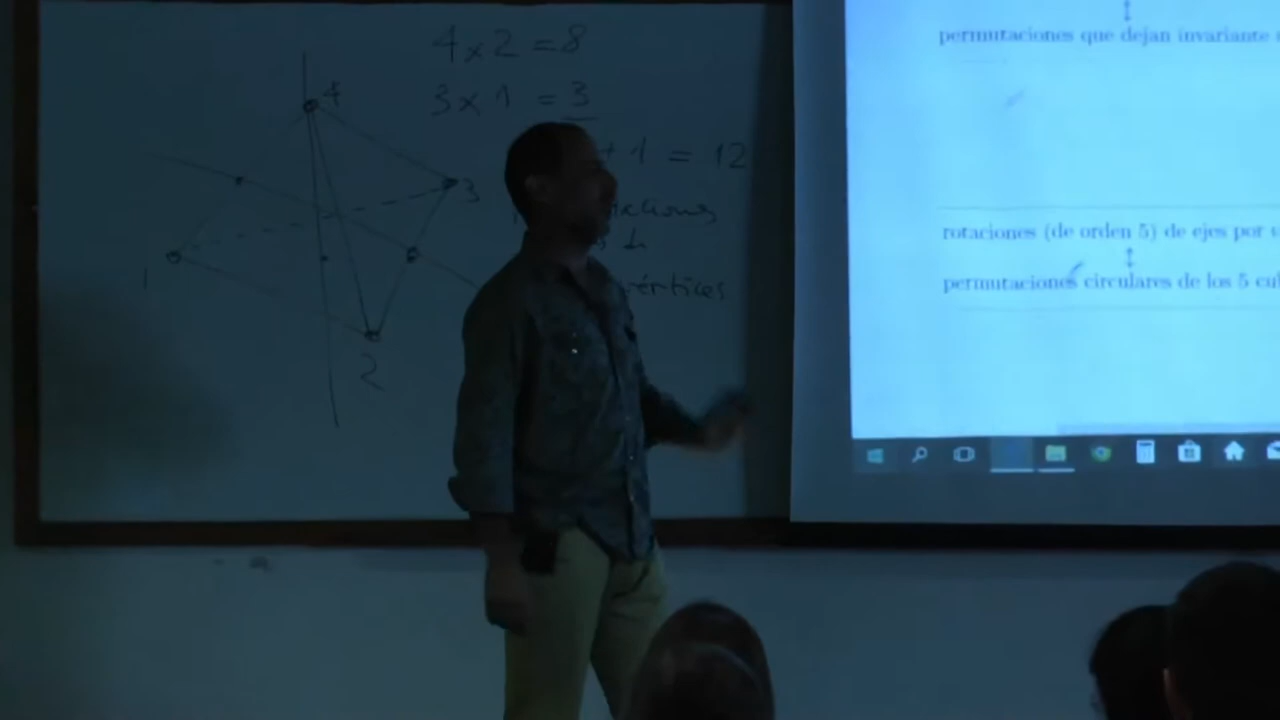 4 x 2 = 8
3 x 1 = 3
+ 1 = 12
vértices
4
3
1
2
permutaciones que dejan invariante
rotaciones (de orden 5) de ejes por
permutaciones circulares de los 5